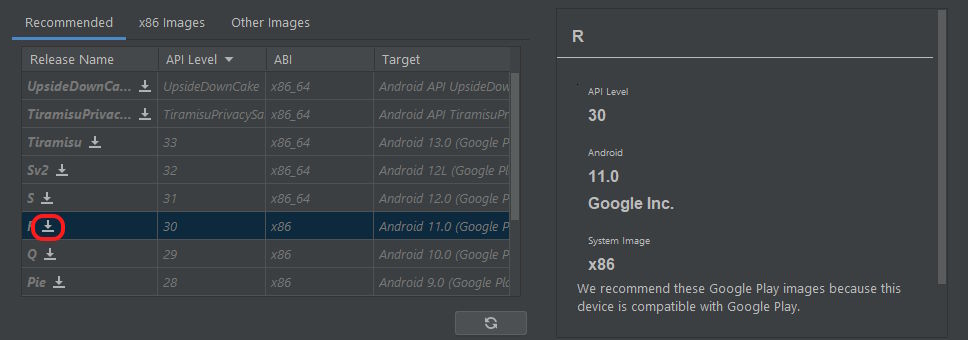 Recommended x86 Images Other Images
Release Name API Level ABI Target
UpsideDownCa... UpsideDownCake x86_64 Android API UpsideDow
TiramisuPrivac... TiramisuPrivacySa x86_64 Android API TiramisuPr
Tiramisu 33 x86_64 Android 13.0 (Google P
Sv2 32 x86_64 Android 12L (Google Pl
S 31 x86_64 Android 12.0 (Google P
30 x86 Android 11.0 (Google P
Q 29 x86 Android 10.0 (Google P
Pie 28 x86 Android 9.0 (Google Pla
R
API Level
30
Android
11.0
Google Inc.
System Image
x86
We recommend these Google Play images because this
device is compatible with Google Play.